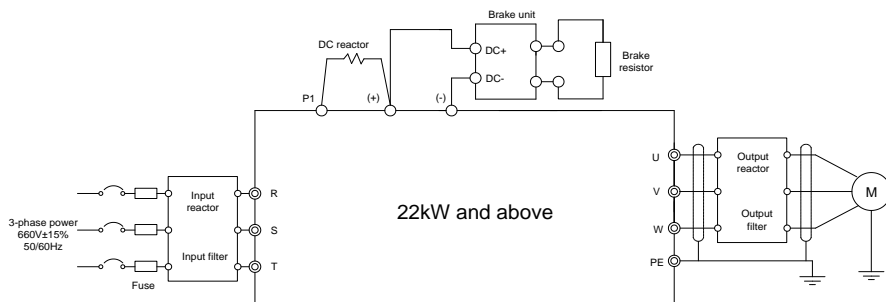 Brake unit
DC reactor
DC+
DC-
Brake
resistor
P1
(+)
(-)
3-phase power
660V±15%
50/60Hz
Fuse
Input
reactor
Input filter
R
S
T
22kW and above
U
V
W
PE
Output
reactor
Output
filter
M